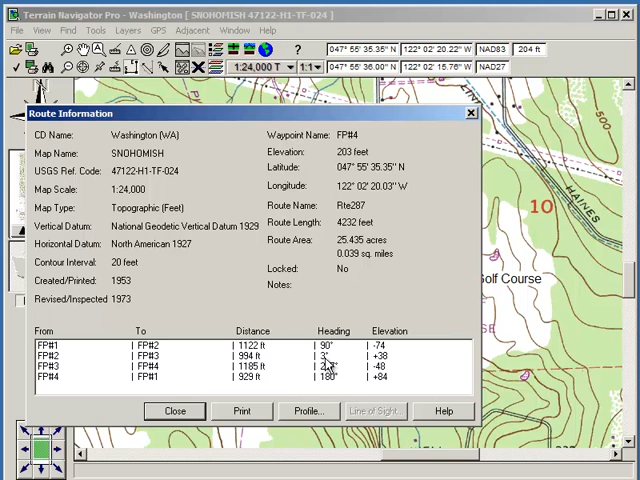 Terrain Navigator Pro - Washington [ SNOHOMISH 47122-H1-TF-024 ]
File View Find Tools Layers GPS Adjacent Window Help
047° 55' 35.35" N 122° 02' 20.22" W NAD83 204 ft
1:24,000 T 1:1 047° 55' 36.00" N 122° 02' 15.76" W NAD27
Route Information
CD Name: Washington (WA)
Map Name: SNOHOMISH
USGS Ref. Code: 47122-H1-TF-024
Map Scale: 1:24,000
Map Type: Topographic (Feet)
Vertical Datum: National Geodetic Vertical Datum 1929
Horizontal Datum: North American 1927
Contour Interval: 20 feet
Created/Printed: 1953
Revised/Inspected 1973
Waypoint Name: FP#4
Elevation: 203 feet
Latitude: 047° 55' 35.35" N
Longitude: 122° 02' 20.03" W
Route Name: Rte287
Route Length: 4232 feet
Route Area: 25.435 acres
0.039 sq. miles
Locked: No
Notes:
From To Distance Heading Elevation
FP#1 | FP#2 | 1122 ft | 90° | -74
FP#2 | FP#3 | 994 ft | 3° | +38
FP#3 | FP#4 | 1185 ft | | -48
FP#4 | FP#1 | 929 ft | 180° | +84
Close Print Profile... Line of Sight... Help
500
HAINES
10
Golf Course